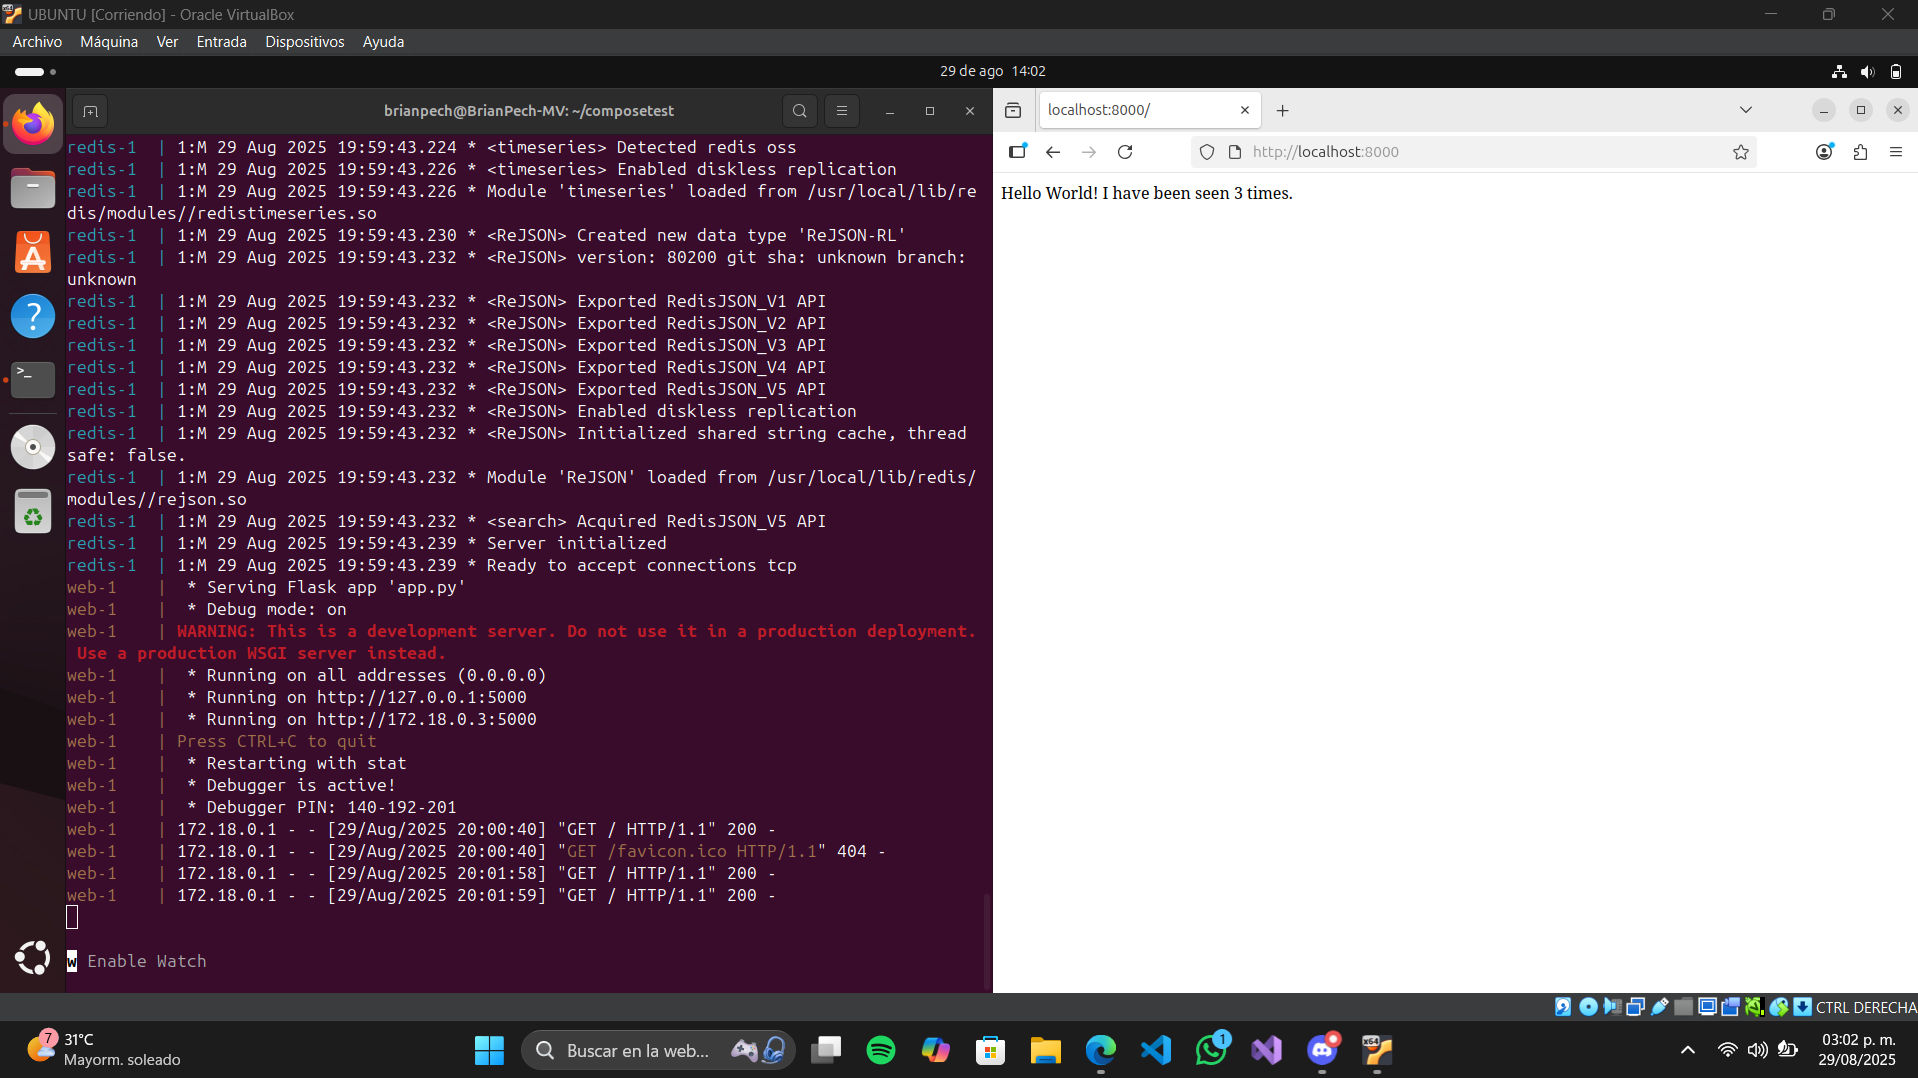 UBUNTU [Corriendo] - Oracle VirtualBox
Archivo Máquina Ver Entrada Dispositivos Ayuda
29 de ago 14:02
brianpech@BrianPech-MV: ~/composetest
redis-1 | 1:M 29 Aug 2025 19:59:43.224 * <timeseries> Detected redis oss
redis-1 | 1:M 29 Aug 2025 19:59:43.226 * <timeseries> Enabled diskless replication
redis-1 | 1:M 29 Aug 2025 19:59:43.226 * Module 'timeseries' loaded from /usr/local/lib/re
dis/modules//redistimeseries.so
redis-1 | 1:M 29 Aug 2025 19:59:43.230 * <ReJSON> Created new data type 'ReJSON-RL'
redis-1 | 1:M 29 Aug 2025 19:59:43.232 * <ReJSON> version: 80200 git sha: unknown branch:
unknown
redis-1 | 1:M 29 Aug 2025 19:59:43.232 * <ReJSON> Exported RedisJSON_V1 API
redis-1 | 1:M 29 Aug 2025 19:59:43.232 * <ReJSON> Exported RedisJSON_V2 API
redis-1 | 1:M 29 Aug 2025 19:59:43.232 * <ReJSON> Exported RedisJSON_V3 API
redis-1 | 1:M 29 Aug 2025 19:59:43.232 * <ReJSON> Exported RedisJSON_V4 API
redis-1 | 1:M 29 Aug 2025 19:59:43.232 * <ReJSON> Exported RedisJSON_V5 API
redis-1 | 1:M 29 Aug 2025 19:59:43.232 * <ReJSON> Enabled diskless replication
redis-1 | 1:M 29 Aug 2025 19:59:43.232 * <ReJSON> Initialized shared string cache, thread
safe: false.
redis-1 | 1:M 29 Aug 2025 19:59:43.232 * Module 'ReJSON' loaded from /usr/local/lib/redis/
modules//rejson.so
redis-1 | 1:M 29 Aug 2025 19:59:43.232 * <search> Acquired RedisJSON_V5 API
redis-1 | 1:M 29 Aug 2025 19:59:43.239 * Server initialized
redis-1 | 1:M 29 Aug 2025 19:59:43.239 * Ready to accept connections tcp
web-1 | * Serving Flask app 'app.py'
web-1 | * Debug mode: on
web-1 | WARNING: This is a development server. Do not use it in a production deployment.
Use a production WSGI server instead.
web-1 | * Running on all addresses (0.0.0.0)
web-1 | * Running on http://127.0.0.1:5000
web-1 | * Running on http://172.18.0.3:5000
web-1 | Press CTRL+C to quit
web-1 | * Restarting with stat
web-1 | * Debugger is active!
web-1 | * Debugger PIN: 140-192-201
web-1 | 172.18.0.1 - - [29/Aug/2025 20:00:40] "GET / HTTP/1.1" 200 -
web-1 | 172.18.0.1 - - [29/Aug/2025 20:00:40] "GET /favicon.ico HTTP/1.1" 404 -
web-1 | 172.18.0.1 - - [29/Aug/2025 20:01:58] "GET / HTTP/1.1" 200 -
web-1 | 172.18.0.1 - - [29/Aug/2025 20:01:59] "GET / HTTP/1.1" 200 -
w Enable Watch
localhost:8000/
http://localhost:8000
Hello World! I have been seen 3 times.
CTRL DERECHA
7
31°C
Mayorm. soleado
Buscar en la web...
1
x64
03:02 p. m.
29/08/2025